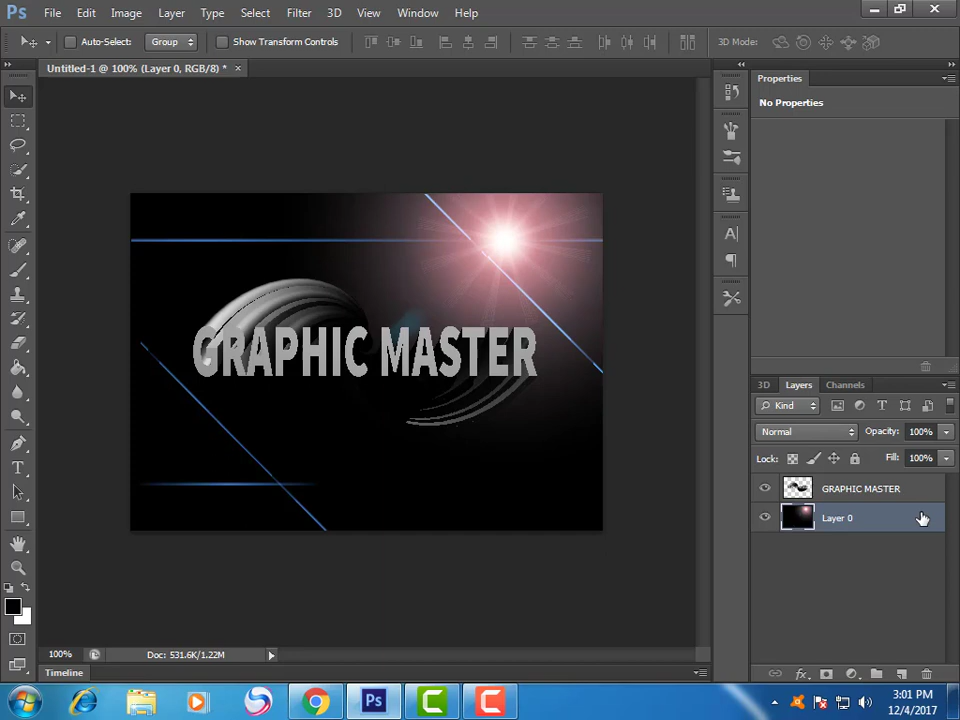 Ps File Edit Image Layer Type Select Filter 3D View Window Help
Auto-Select: Group Show Transform Controls 3D Mode:
Untitled-1 @ 100% (Layer 0, RGB/8) * ×
Properties
No Properties
GRAPHIC MASTER
3D Layers Channels
Kind
Normal Opacity: 100%
Lock: Fill: 100%
GRAPHIC MASTER
Layer 0
100% Doc: 531.6K/1.22M
Timeline
Ps
3:01 PM
12/4/2017